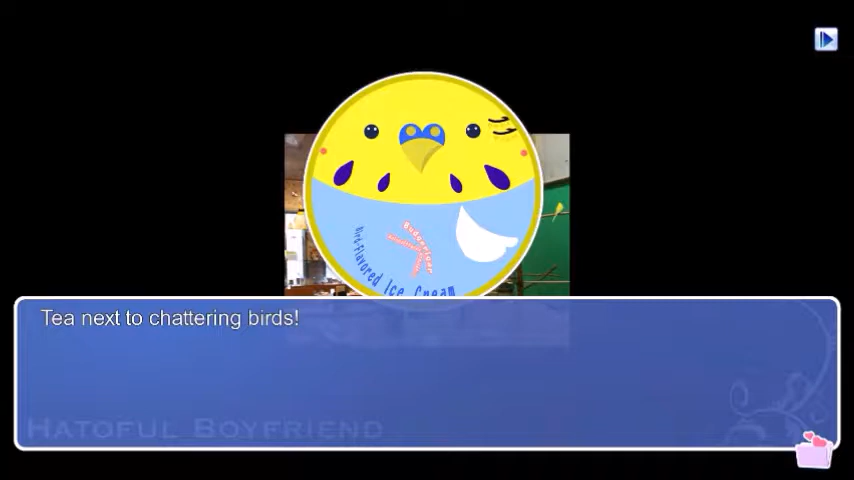 Budgerigar
Bird-Flavored Ice Cream
Tea next to chattering birds!
HATOFUL BOYFRIEND